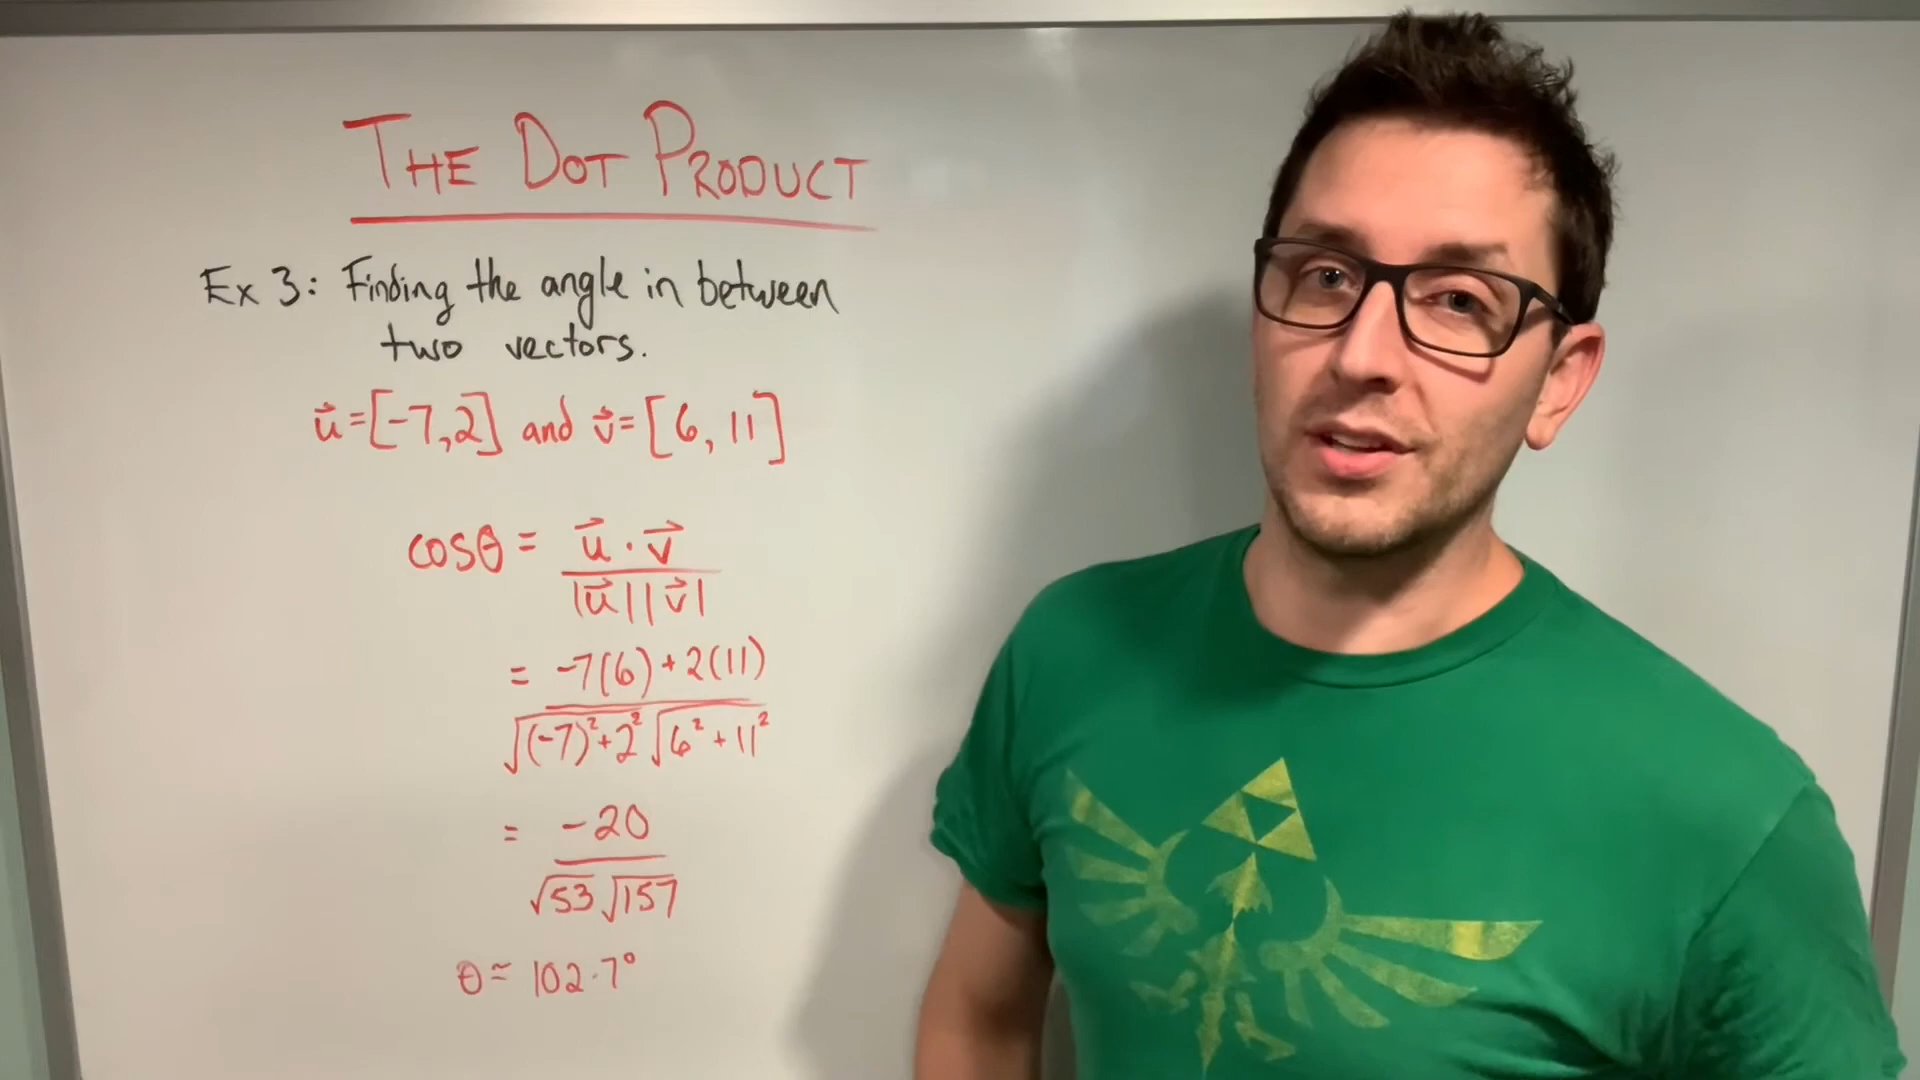 THE DOT PRODUCT
Ex 3: Finding the angle in between
two vectors.
u⃗=[-7,2] and v⃗=[6, 11]
cosθ = u⃗ · v⃗
|u⃗||v⃗|
= -7(6)+2(11)
√(-7)²+2² √6²+11²
= -20
√53 √157
θ≈ 102.7°